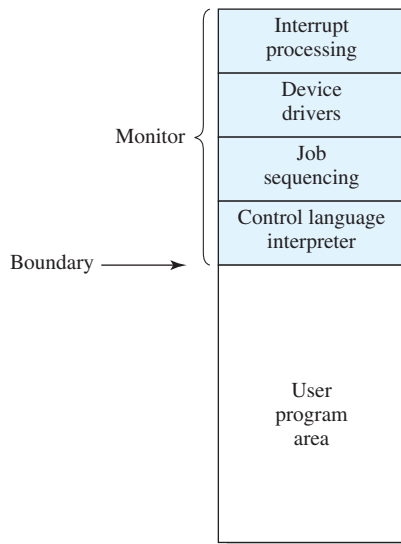 Interrupt
processing
Device
drivers
Monitor
Job
sequencing
Control language
interpreter
Boundary
User
program
area